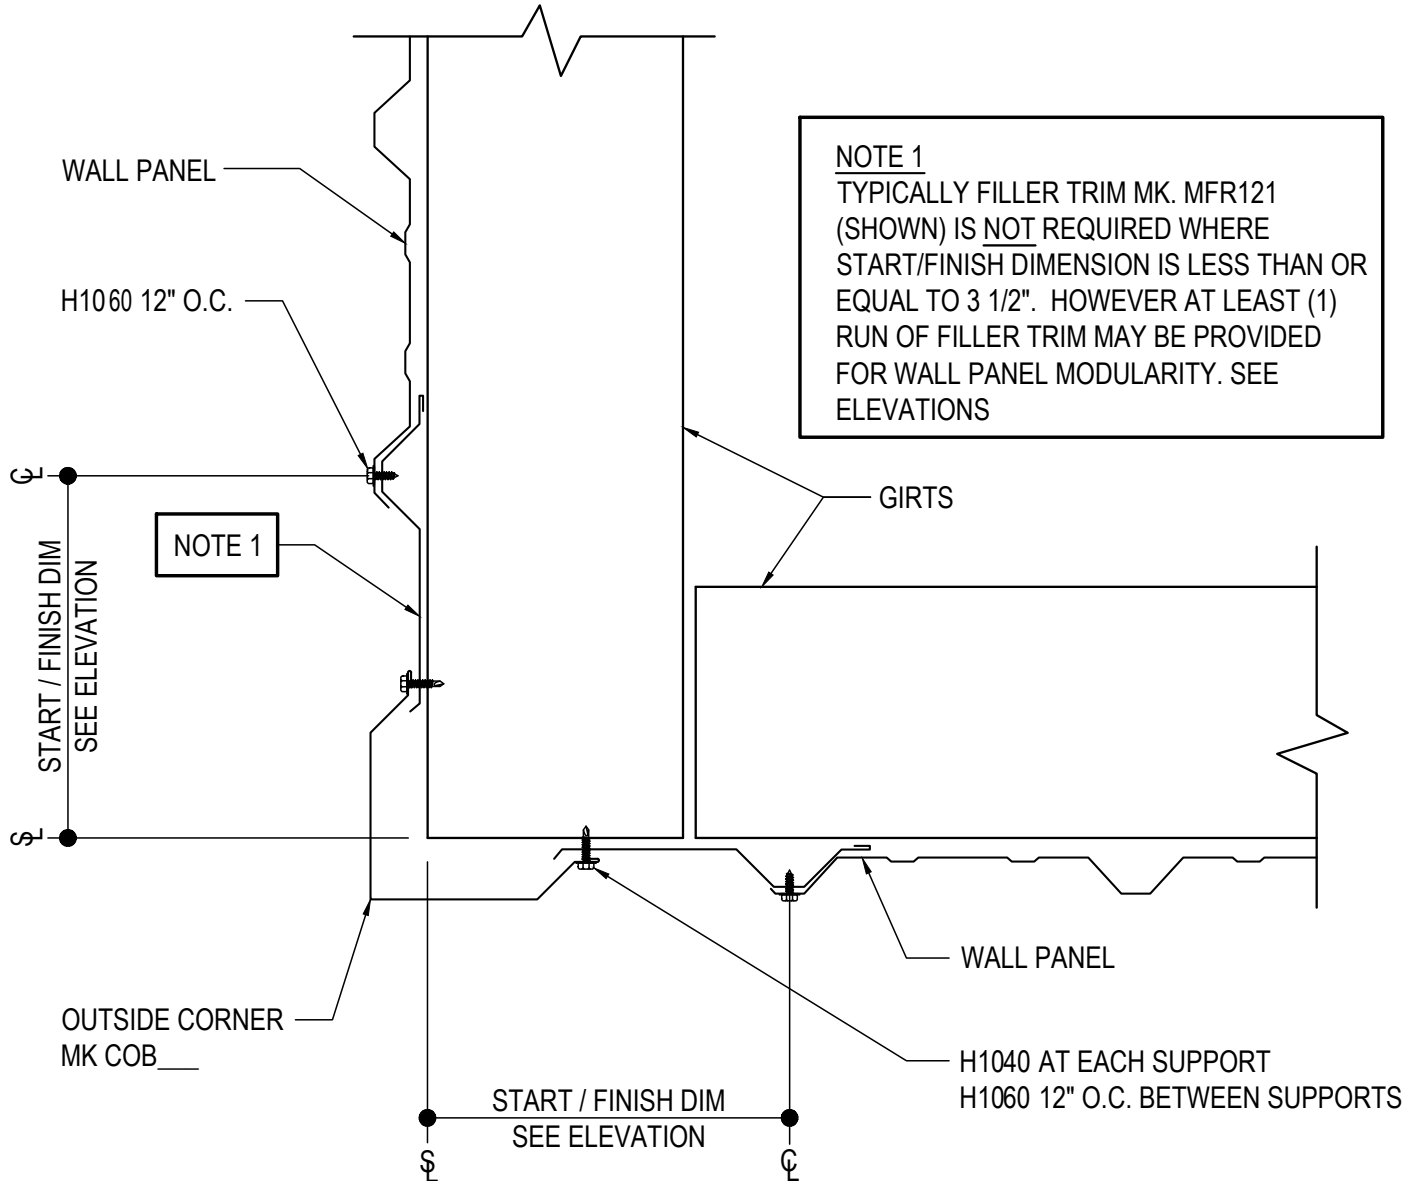 NOTE 1
TYPICALLY FILLER TRIM MK. MFR121
(SHOWN) IS NOT REQUIRED WHERE
START/FINISH DIMENSION IS LESS THAN OR
EQUAL TO 3 1/2". HOWEVER AT LEAST (1)
RUN OF FILLER TRIM MAY BE PROVIDED
FOR WALL PANEL MODULARITY. SEE
ELEVATIONS
WALL PANEL
H1060 12" O.C.
GIRTS
℄
NOTE 1
START / FINISH DIM
SEE ELEVATION
SL
WALL PANEL
OUTSIDE CORNER
MK COB___
H1040 AT EACH SUPPORT
H1060 12" O.C. BETWEEN SUPPORTS
START / FINISH DIM
SEE ELEVATION
SL
℄